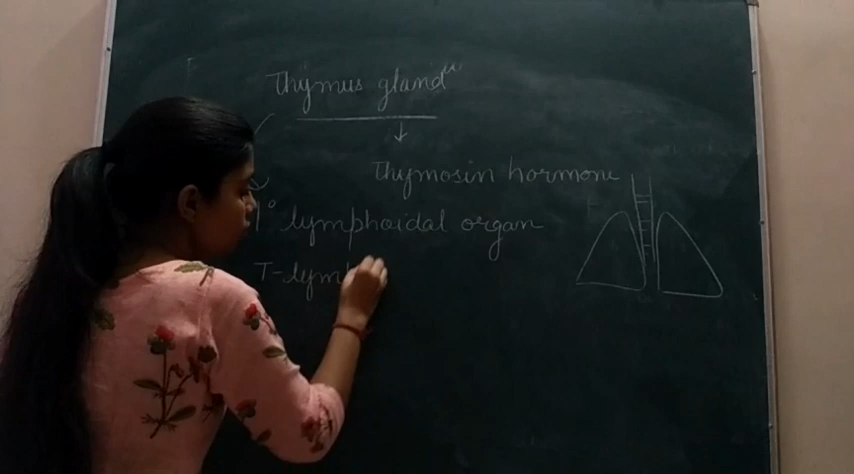 Thymus gland
Thymosin hormone
1° lymphoidal organ
T-lym